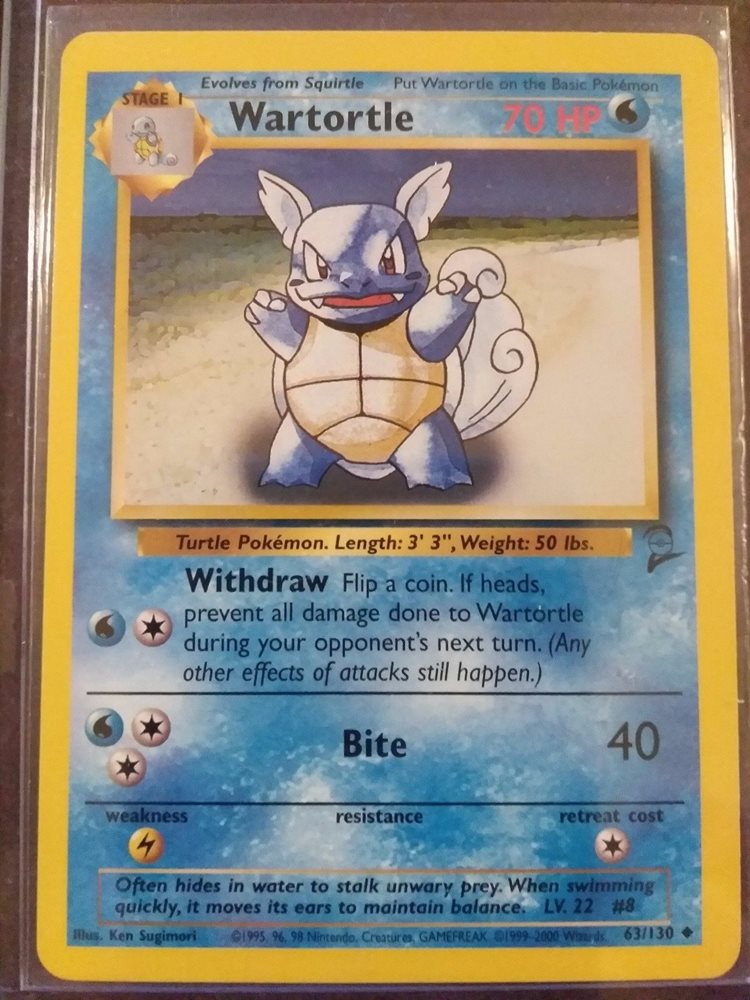 Evolves from Squirtle Put Wartortle on the Basic Pokémon
STAGE 1
Wartortle 70 HP
Turtle Pokémon. Length: 3' 3", Weight: 50 lbs.
Withdraw Flip a coin. If heads,
prevent all damage done to Wartortle
during your opponent's next turn. (Any
other effects of attacks still happen.)
Bite 40
weakness resistance retreat cost
Often hides in water to stalk unwary prey. When swimming
quickly, it moves its ears to maintain balance. LV. 22 #8
Illus. Ken Sugimori ©1995, 96, 98 Nintendo, Creatures, GAMEFREAK. ©1999-2000 Wizards. 63/130